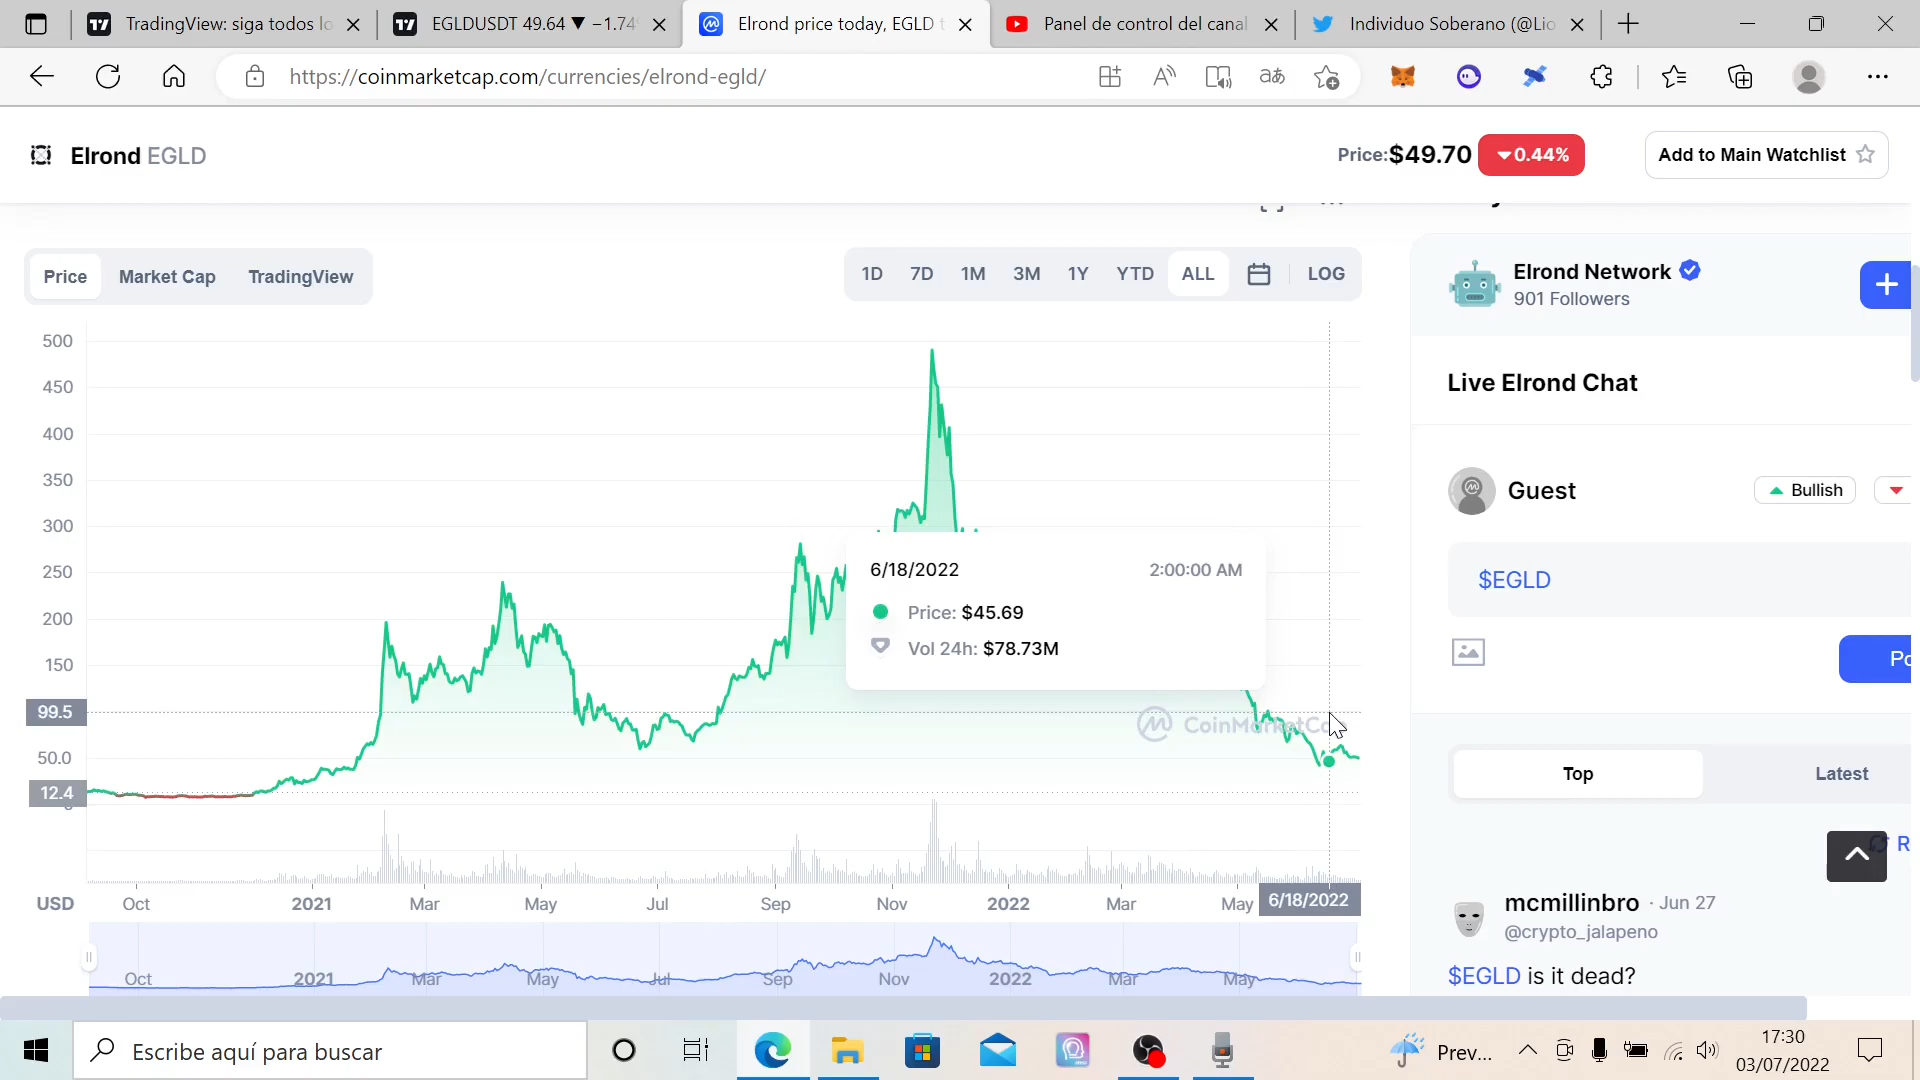 TradingView: siga todos lo
EGLDUSDT 49.64 ▼ −1.74
Elrond price today, EGLD t
Panel de control del canal
Individuo Soberano (@Lio
https://coinmarketcap.com/currencies/elrond-egld/
Elrond EGLD
Price:$49.70
0.44%
Add to Main Watchlist
Price
Market Cap
TradingView
1D
7D
1M
3M
1Y
YTD
ALL
LOG
Elrond Network
901 Followers
Live Elrond Chat
Guest
Bullish
$EGLD
Po
Top
Latest
R
mcmillinbro · Jun 27
@crypto_jalapeno
$EGLD is it dead?
500
450
400
350
300
250
200
150
99.5
50.0
12.4
6/18/2022
2:00:00 AM
Price: $45.69
Vol 24h: $78.73M
CoinMarketCa
USD
Oct
2021
Mar
May
Jul
Sep
Nov
2022
Mar
May
6/18/2022
Oct
2021
Mar
May
Jul
Sep
Nov
2022
Mar
May
Escribe aquí para buscar
Prev...
17:30
03/07/2022